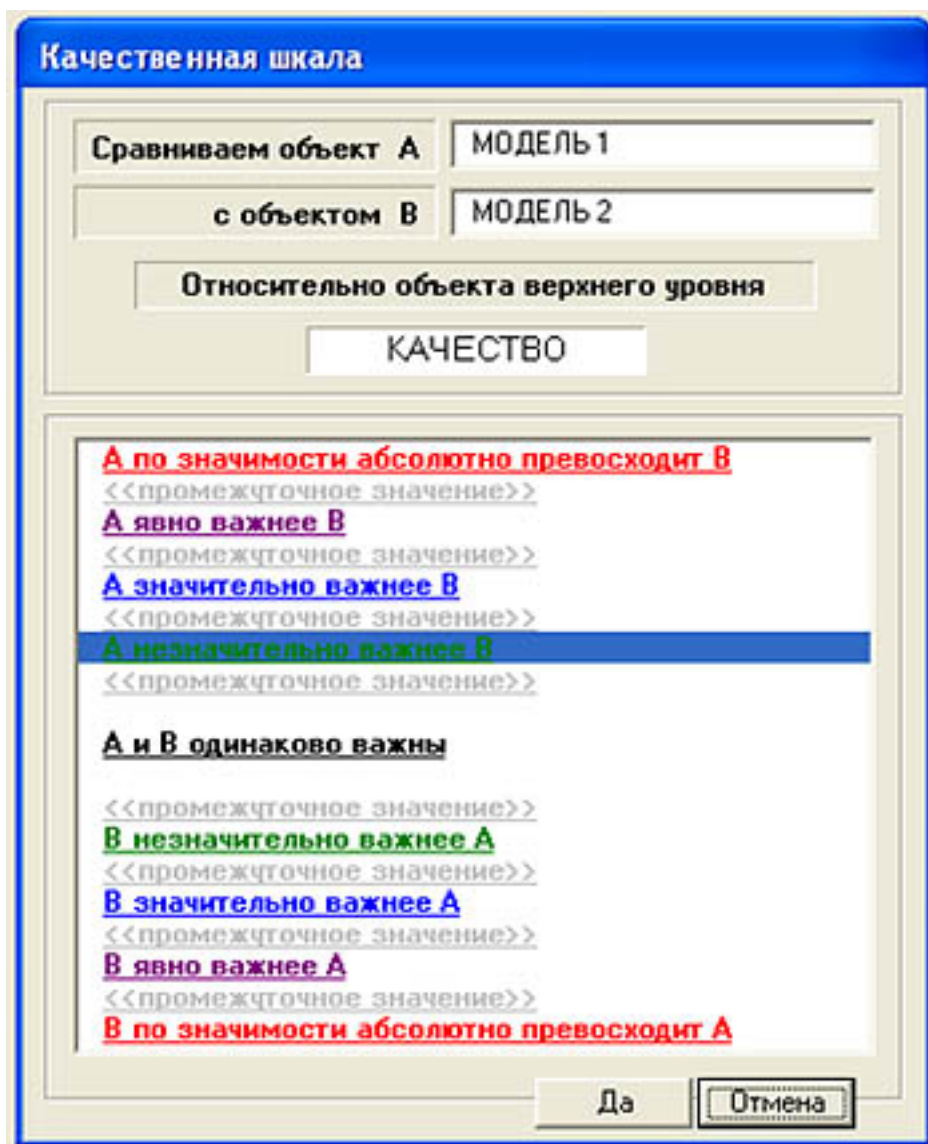 Качественная шкала
Сравниваем объект A
МОДЕЛЬ 1
с объектом B
МОДЕЛЬ 2
Относительно объекта верхнего уровня
КАЧЕСТВО
A по значимости абсолютно превосходит B
<<промежуточное значение>>
A явно важнее B
<<промежуточное значение>>
A значительно важнее B
<<промежуточное значение>>
A незначительно важнее B
<<промежуточное значение>>
A и B одинаково важны
<<промежуточное значение>>
B незначительно важнее A
<<промежуточное значение>>
B значительно важнее A
<<промежуточное значение>>
B явно важнее A
<<промежуточное значение>>
B по значимости абсолютно превосходит A
Да
Отмена